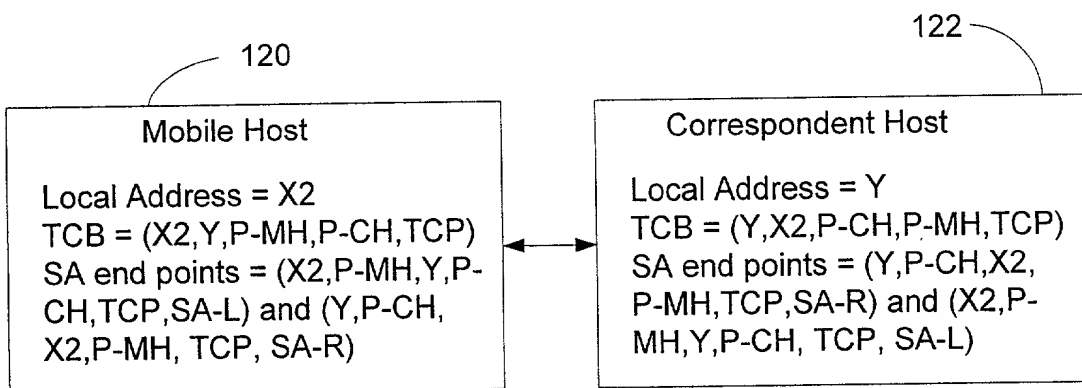 120
122
Mobile Host
Local Address = X2
TCB = (X2,Y,P-MH,P-CH,TCP)
SA end points = (X2,P-MH,Y,P-
CH,TCP,SA-L) and (Y,P-CH,
X2,P-MH, TCP, SA-R)
Correspondent Host
Local Address = Y
TCB = (Y,X2,P-CH,P-MH,TCP)
SA end points = (Y,P-CH,X2,
P-MH,TCP,SA-R) and (X2,P-
MH,Y,P-CH, TCP, SA-L)